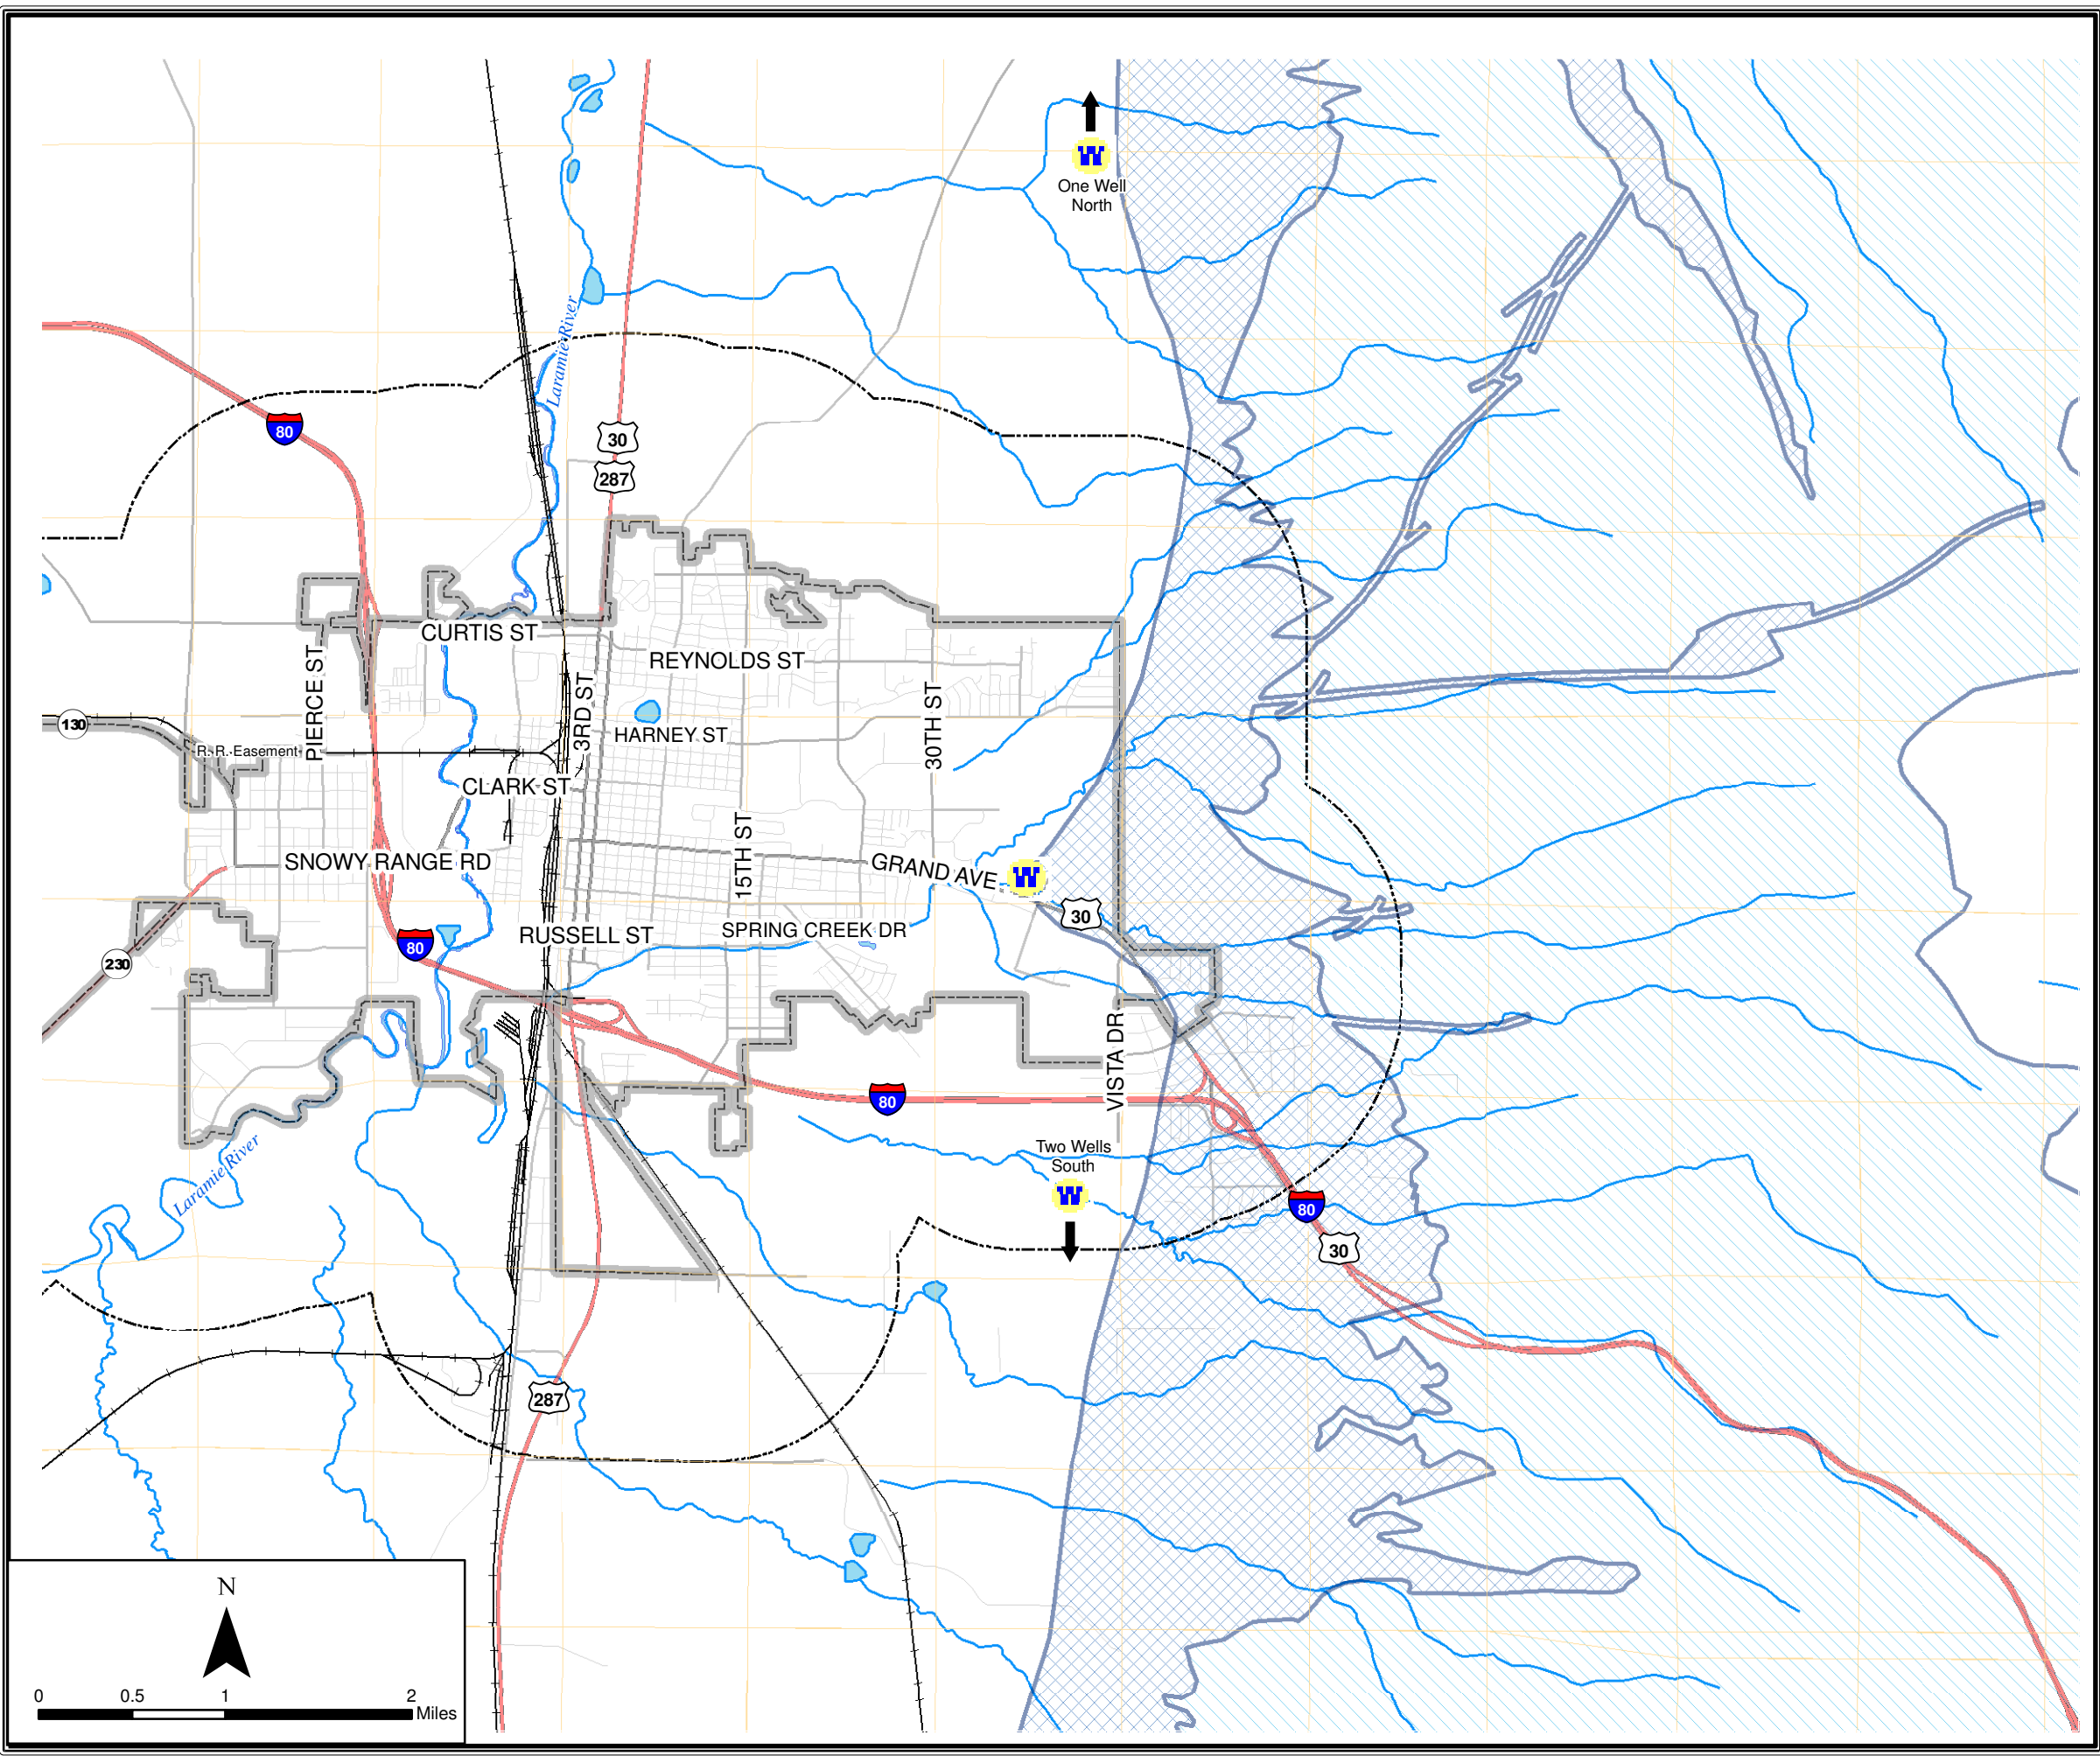 W
One Well
North
Laramie River
80
30
287
CURTIS ST
REYNOLDS ST
PIERCE ST
3RD ST
30TH ST
130
HARNEY ST
R. R. Easement
CLARK ST
15TH ST
SNOWY RANGE RD
GRAND AVE
W
30
SPRING CREEK DR
RUSSELL ST
80
230
VISTA DR
80
Two Wells
South
W
Laramie River
80
30
287
N
0 0.5 1 2
Miles